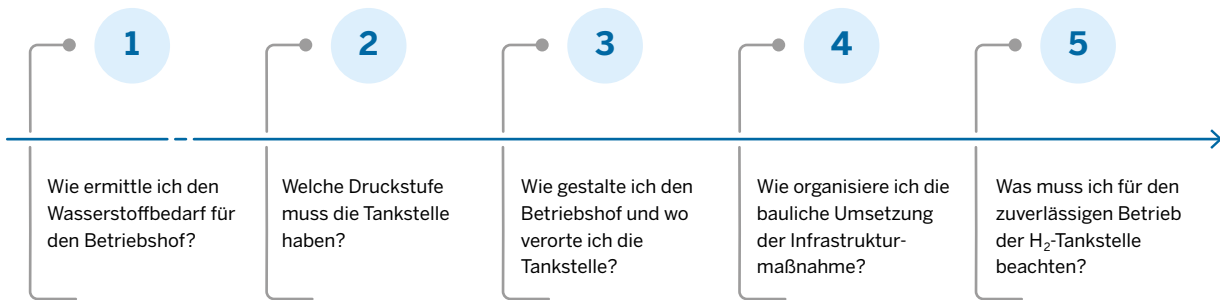 1
Wie ermittle ich den
Wasserstoffbedarf für
den Betriebshof?
2
Welche Druckstufe
muss die Tankstelle
haben?
3
Wie gestalte ich den
Betriebshof und wo
verorte ich die
Tankstelle?
4
Wie organisiere ich die
bauliche Umsetzung
der Infrastruktur-
maßnahme?
5
Was muss ich für den
zuverlässigen Betrieb
der H₂-Tankstelle
beachten?